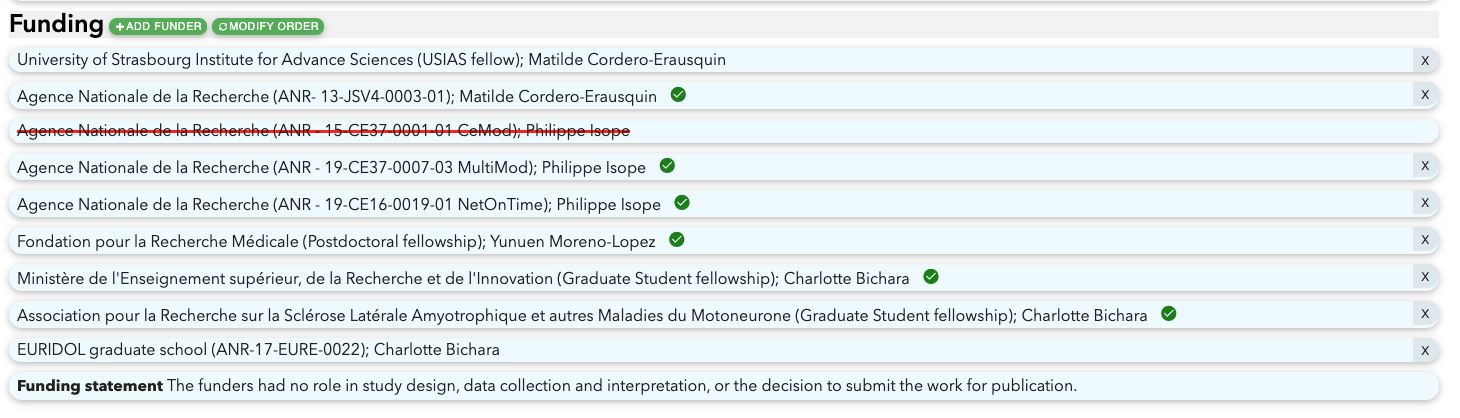 Funding +ADD FUNDER MODIFY ORDER
University of Strasbourg Institute for Advance Sciences (USIAS fellow); Matilde Cordero-Erausquin X
Agence Nationale de la Recherche (ANR- 13-JSV4-0003-01); Matilde Cordero-Erausquin X
Agence Nationale de la Recherche (ANR - 15-CE37-0001-01 CeMod); Philippe Isope
Agence Nationale de la Recherche (ANR - 19-CE37-0007-03 MultiMod); Philippe Isope X
Agence Nationale de la Recherche (ANR - 19-CE16-0019-01 NetOnTime); Philippe Isope X
Fondation pour la Recherche Médicale (Postdoctoral fellowship); Yunuen Moreno-Lopez X
Ministère de l'Enseignement supérieur, de la Recherche et de l'Innovation (Graduate Student fellowship); Charlotte Bichara X
Association pour la Recherche sur la Sclérose Latérale Amyotrophique et autres Maladies du Motoneurone (Graduate Student fellowship); Charlotte Bichara X
EURIDOL graduate school (ANR-17-EURE-0022); Charlotte Bichara X
Funding statement The funders had no role in study design, data collection and interpretation, or the decision to submit the work for publication.